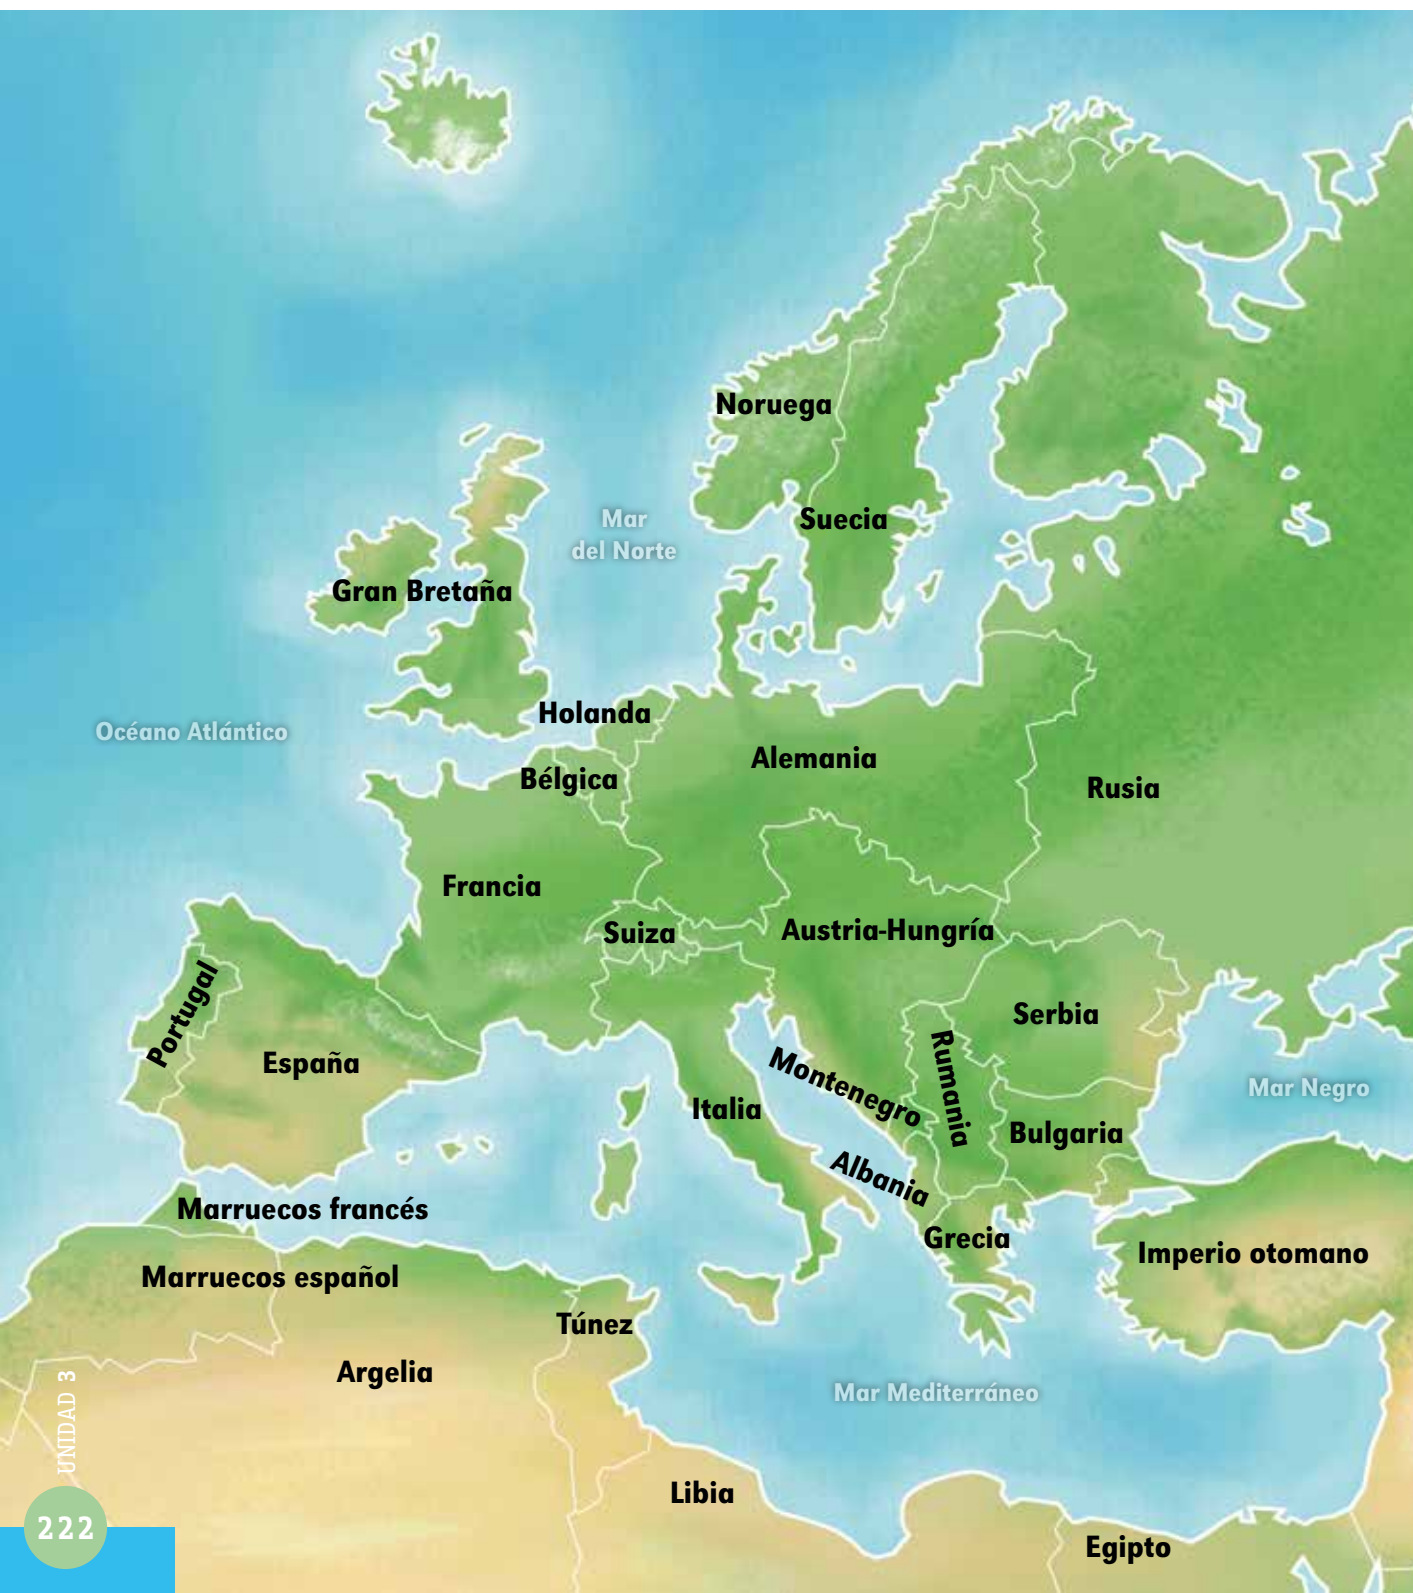 Noruega
Suecia
Mar
del Norte
Gran Bretaña
Holanda
Océano Atlántico
Alemania
Bélgica
Rusia
Francia
Suiza
Austria-Hungría
Portugal
España
Serbia
Rumania
Montenegro
Mar Negro
Italia
Bulgaria
Albania
Marruecos francés
Grecia
Imperio otomano
Marruecos español
Túnez
Argelia
Mar Mediterráneo
Libia
Egipto
UNIDAD 3
222